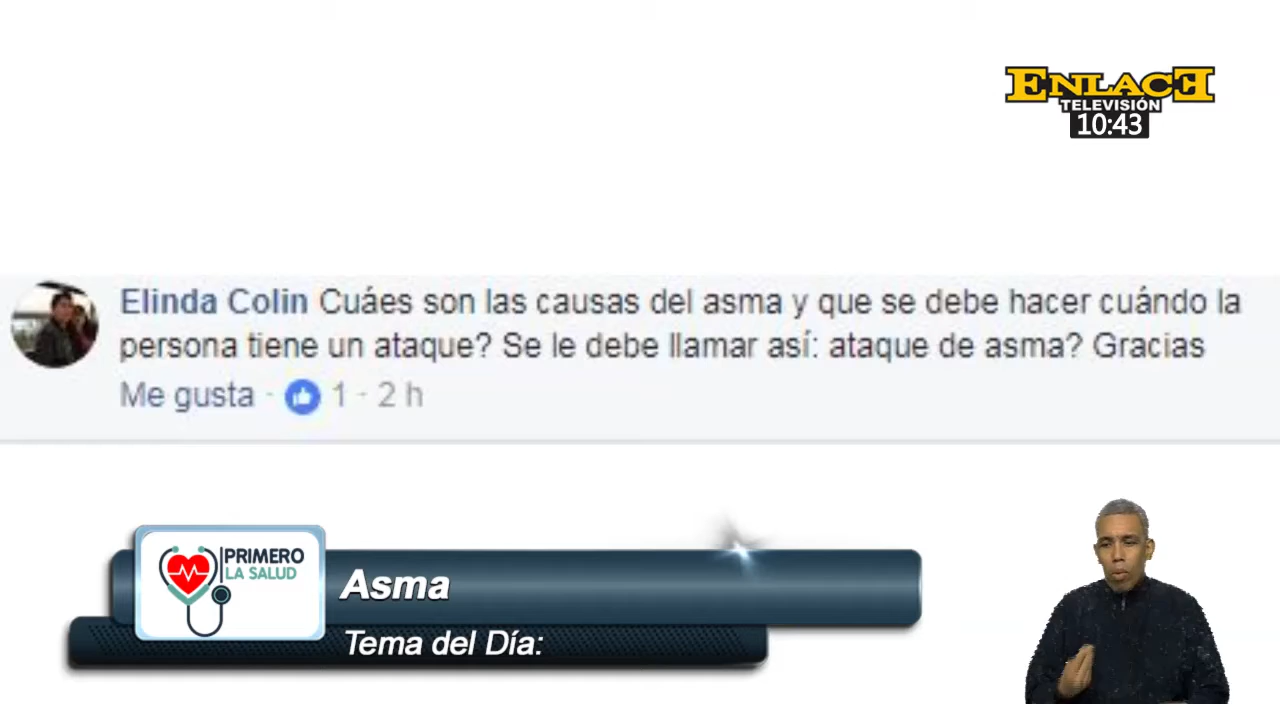 ENLACE
TELEVISIÓN
10:43
Elinda Colin Cuáes son las causas del asma y que se debe hacer cuándo la
persona tiene un ataque? Se le debe llamar así: ataque de asma? Gracias
Me gusta · 1 · 2 h
PRIMERO
LA SALUD
Asma
Tema del Día: